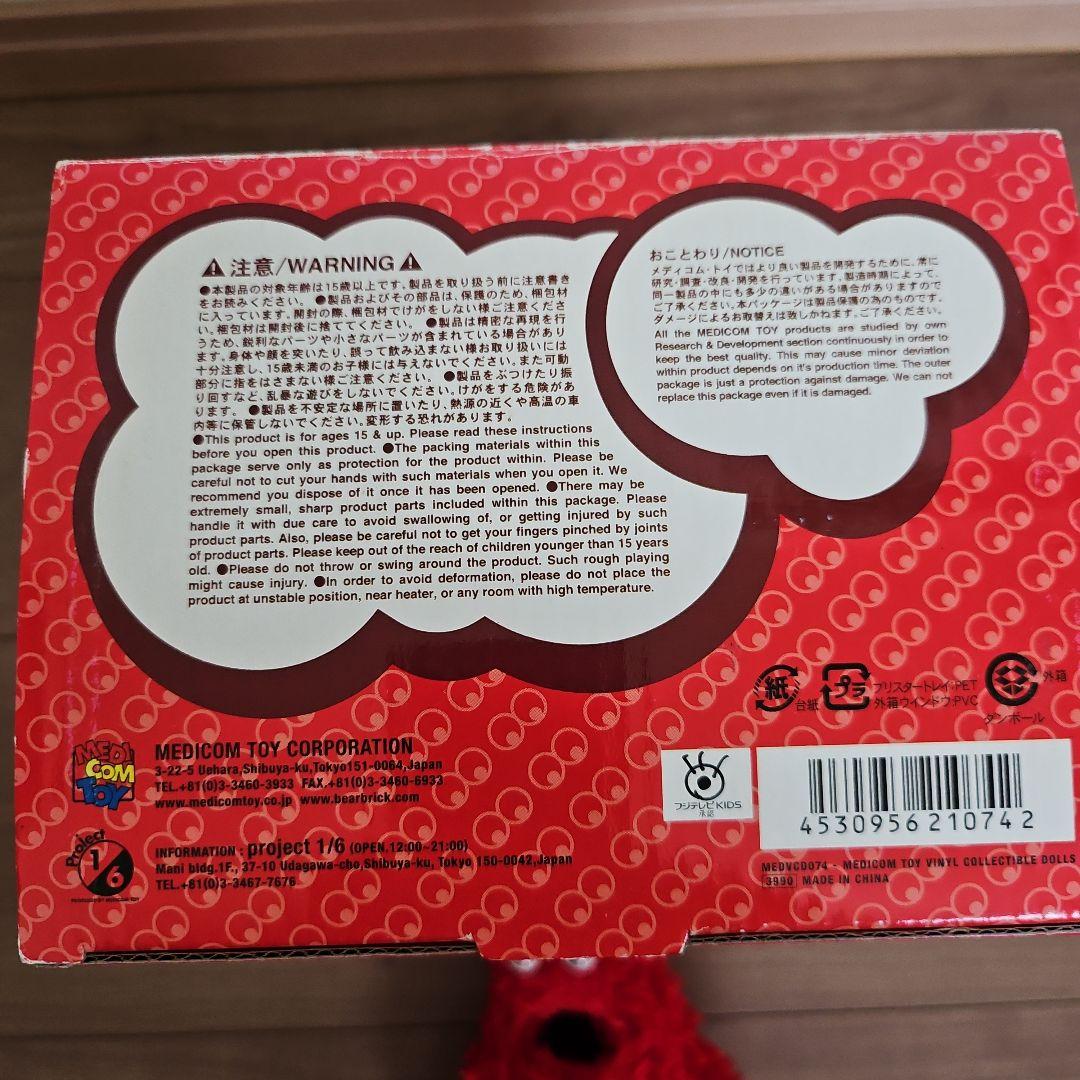 ⚠ 注意/WARNING ⚠
●本製品の対象年齢は15歳以上です。製品を取り扱う前に注意書き
をお読みください。 ●製品およびその部品は、保護のため、梱包材
に入っています。開封の際、梱包材でけがをしない様ご注意くださ
い。梱包材は開封後に捨ててください。 ●製品は精密な再現を行
うため、鋭利なパーツや小さなパーツが含まれている場合があり
ます。身体や顔を突いたり、誤って飲み込まない様お取り扱いには
十分注意し、15歳未満のお子様には与えないでください。また可動
部分に指をはさまない様ご注意ください。 ●製品をぶつけたり振
り回すなど、乱暴な遊びをしないでください。けがをする危険があ
ります。 ●製品を不安定な場所に置いたり、熱源の近くや高温の車
内等に保管しないでください。変形する恐れがあります。
●This product is for ages 15 & up. Please read these instructions
before you open this product. ●The packing materials within this
package serve only as protection for the product within. Please be
careful not to cut your hands with such materials when you open it. We
recommend you dispose of it once it has been opened. ●There may be
extremely small, sharp product parts included within this package. Please
handle it with due care to avoid swallowing of, or getting injured by such
product parts. Also, please be careful not to get your fingers pinched by joints
of product parts. Please keep out of the reach of children younger than 15 years
old. ●Please do not throw or swing around the product. Such rough playing
might cause injury. ●In order to avoid deformation, please do not place the
product at unstable position, near heater, or any room with high temperature.
おことわり/NOTICE
メディコム・トイではより良い製品を開発するために、常に
研究・調査・改良・開発を行っています。製造時期によって、
同一製品の中にも多少の違いがある場合がありますので
ご了承ください。本パッケージは製品保護の為のものです。
ダメージによるお取替えは致しかねます。ご了承ください。
All the MEDICOM TOY products are studied by own
Research & Development section continuously in order to
keep the best quality. This may cause minor deviation
within product depends on it's production time. The outer
package is just a protection against damage. We can not
replace this package even if it is damaged.
紙 台紙
プラ ブリスタートレイ:PET
外箱ウインドウ:PVC
外箱
ダンボール
MEDI
COM
TOY
MEDICOM TOY CORPORATION
3-22-5 Uehara,Shibuya-ku,Tokyo151-0064,Japan
TEL.+81(0)3-3460-3933 FAX.+81(0)3-3460-6933
www.medicomtoy.co.jp www.bearbrick.com
Project
1/6
PRODUCED BY MEDICOM TOY
INFORMATION : project 1/6 (OPEN.12:00~21:00)
Mani bldg.1F., 37-10 Udagawa-cho,Shibuya-ku, Tokyo 150-0042,Japan
TEL.+81(0)3-3467-7676
フジテレビKIDS
承認
4530956210742
MEDVCD074 - MEDICOM TOY VINYL COLLECTIBLE DOLLS
3990 MADE IN CHINA